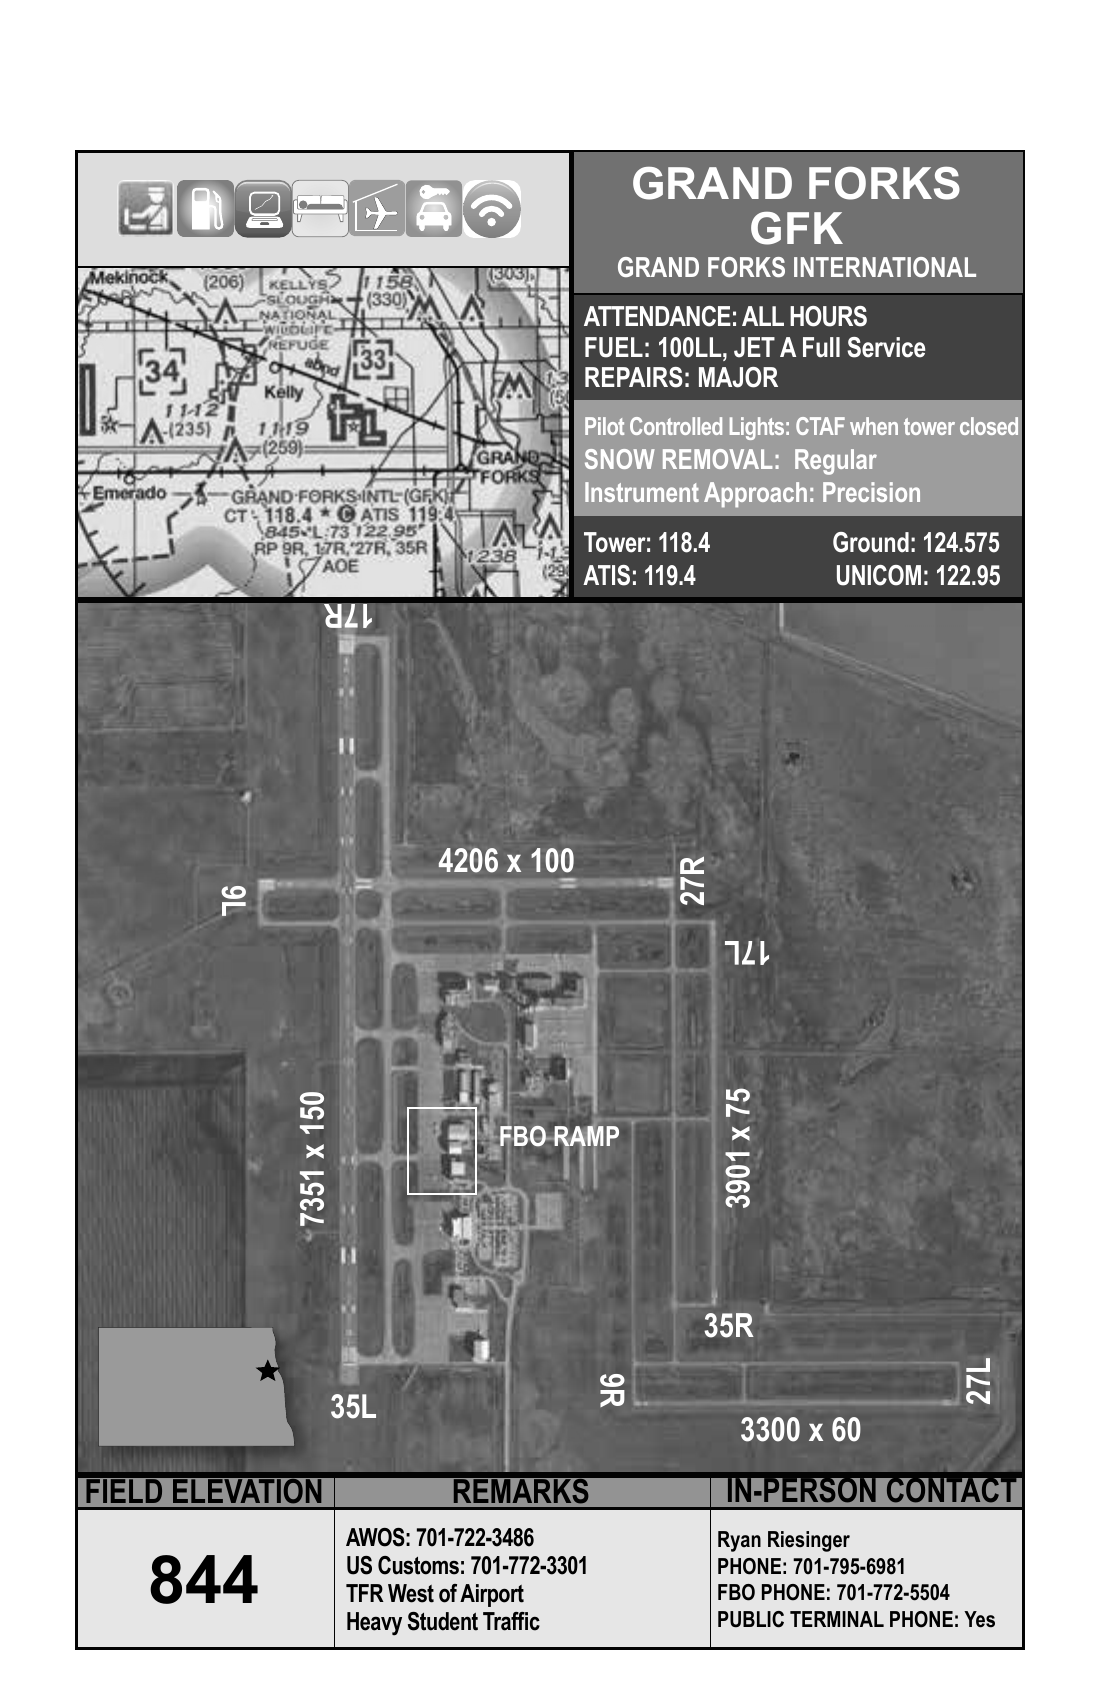 GRAND FORKS
GFK
GRAND FORKS INTERNATIONAL
ATTENDANCE: ALL HOURS
FUEL: 100LL, JET A Full Service
REPAIRS: MAJOR
Pilot Controlled Lights: CTAF when tower closed
SNOW REMOVAL: Regular
Instrument Approach: Precision
Tower: 118.4 Ground: 124.575
ATIS: 119.4 UNICOM: 122.95
Mekinock
(206)
KELLYS
SLOUGH
NATIONAL
WILDLIFE
REFUGE
1158
(330)
(303)
34
abnd
33
Kelly
1112
(235)
1119
(259)
GRAND
FORKS
Emerado
GRAND FORKS INTL (GFK)
CT - 118.4 * C ATIS 119.4
845 *L 73 122.95
RP 9R, 17R, 27R, 35R
AOE
1238
17R
4206 x 100
9L
27R
17L
7351 x 150
FBO RAMP
3901 x 75
35R
35L
9R
27L
3300 x 60
FIELD ELEVATION
844
REMARKS
AWOS: 701-722-3486
US Customs: 701-772-3301
TFR West of Airport
Heavy Student Traffic
IN-PERSON CONTACT
Ryan Riesinger
PHONE: 701-795-6981
FBO PHONE: 701-772-5504
PUBLIC TERMINAL PHONE: Yes